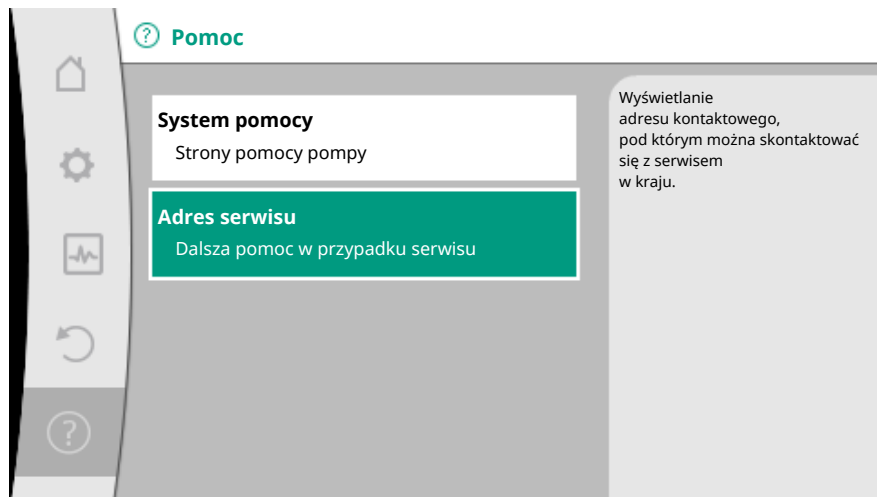 Pomoc
System pomocy
Strony pomocy pompy
Adres serwisu
Dalsza pomoc w przypadku serwisu
Wyświetlanie
adresu kontaktowego,
pod którym można skontaktować
się z serwisem
w kraju.